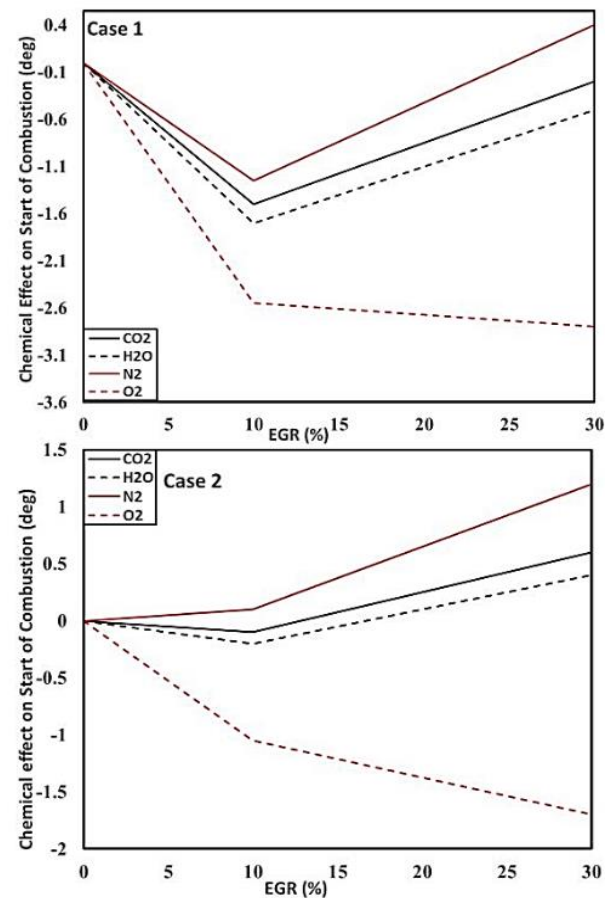 Case 1
Chemical Effect on Start of Combustion (deg)
0.4
-0.1
-0.6
-1.1
-1.6
-2.1
-2.6
-3.1
-3.6
CO2
H2O
N2
O2
0 5 10 15 20 25 30
EGR (%)
Case 2
Chemical effect on Start of Combustion (deg)
1.5
1
0.5
0
-0.5
-1
-1.5
-2
CO2
H2O
N2
O2
0 5 10 15 20 25 30
EGR (%)